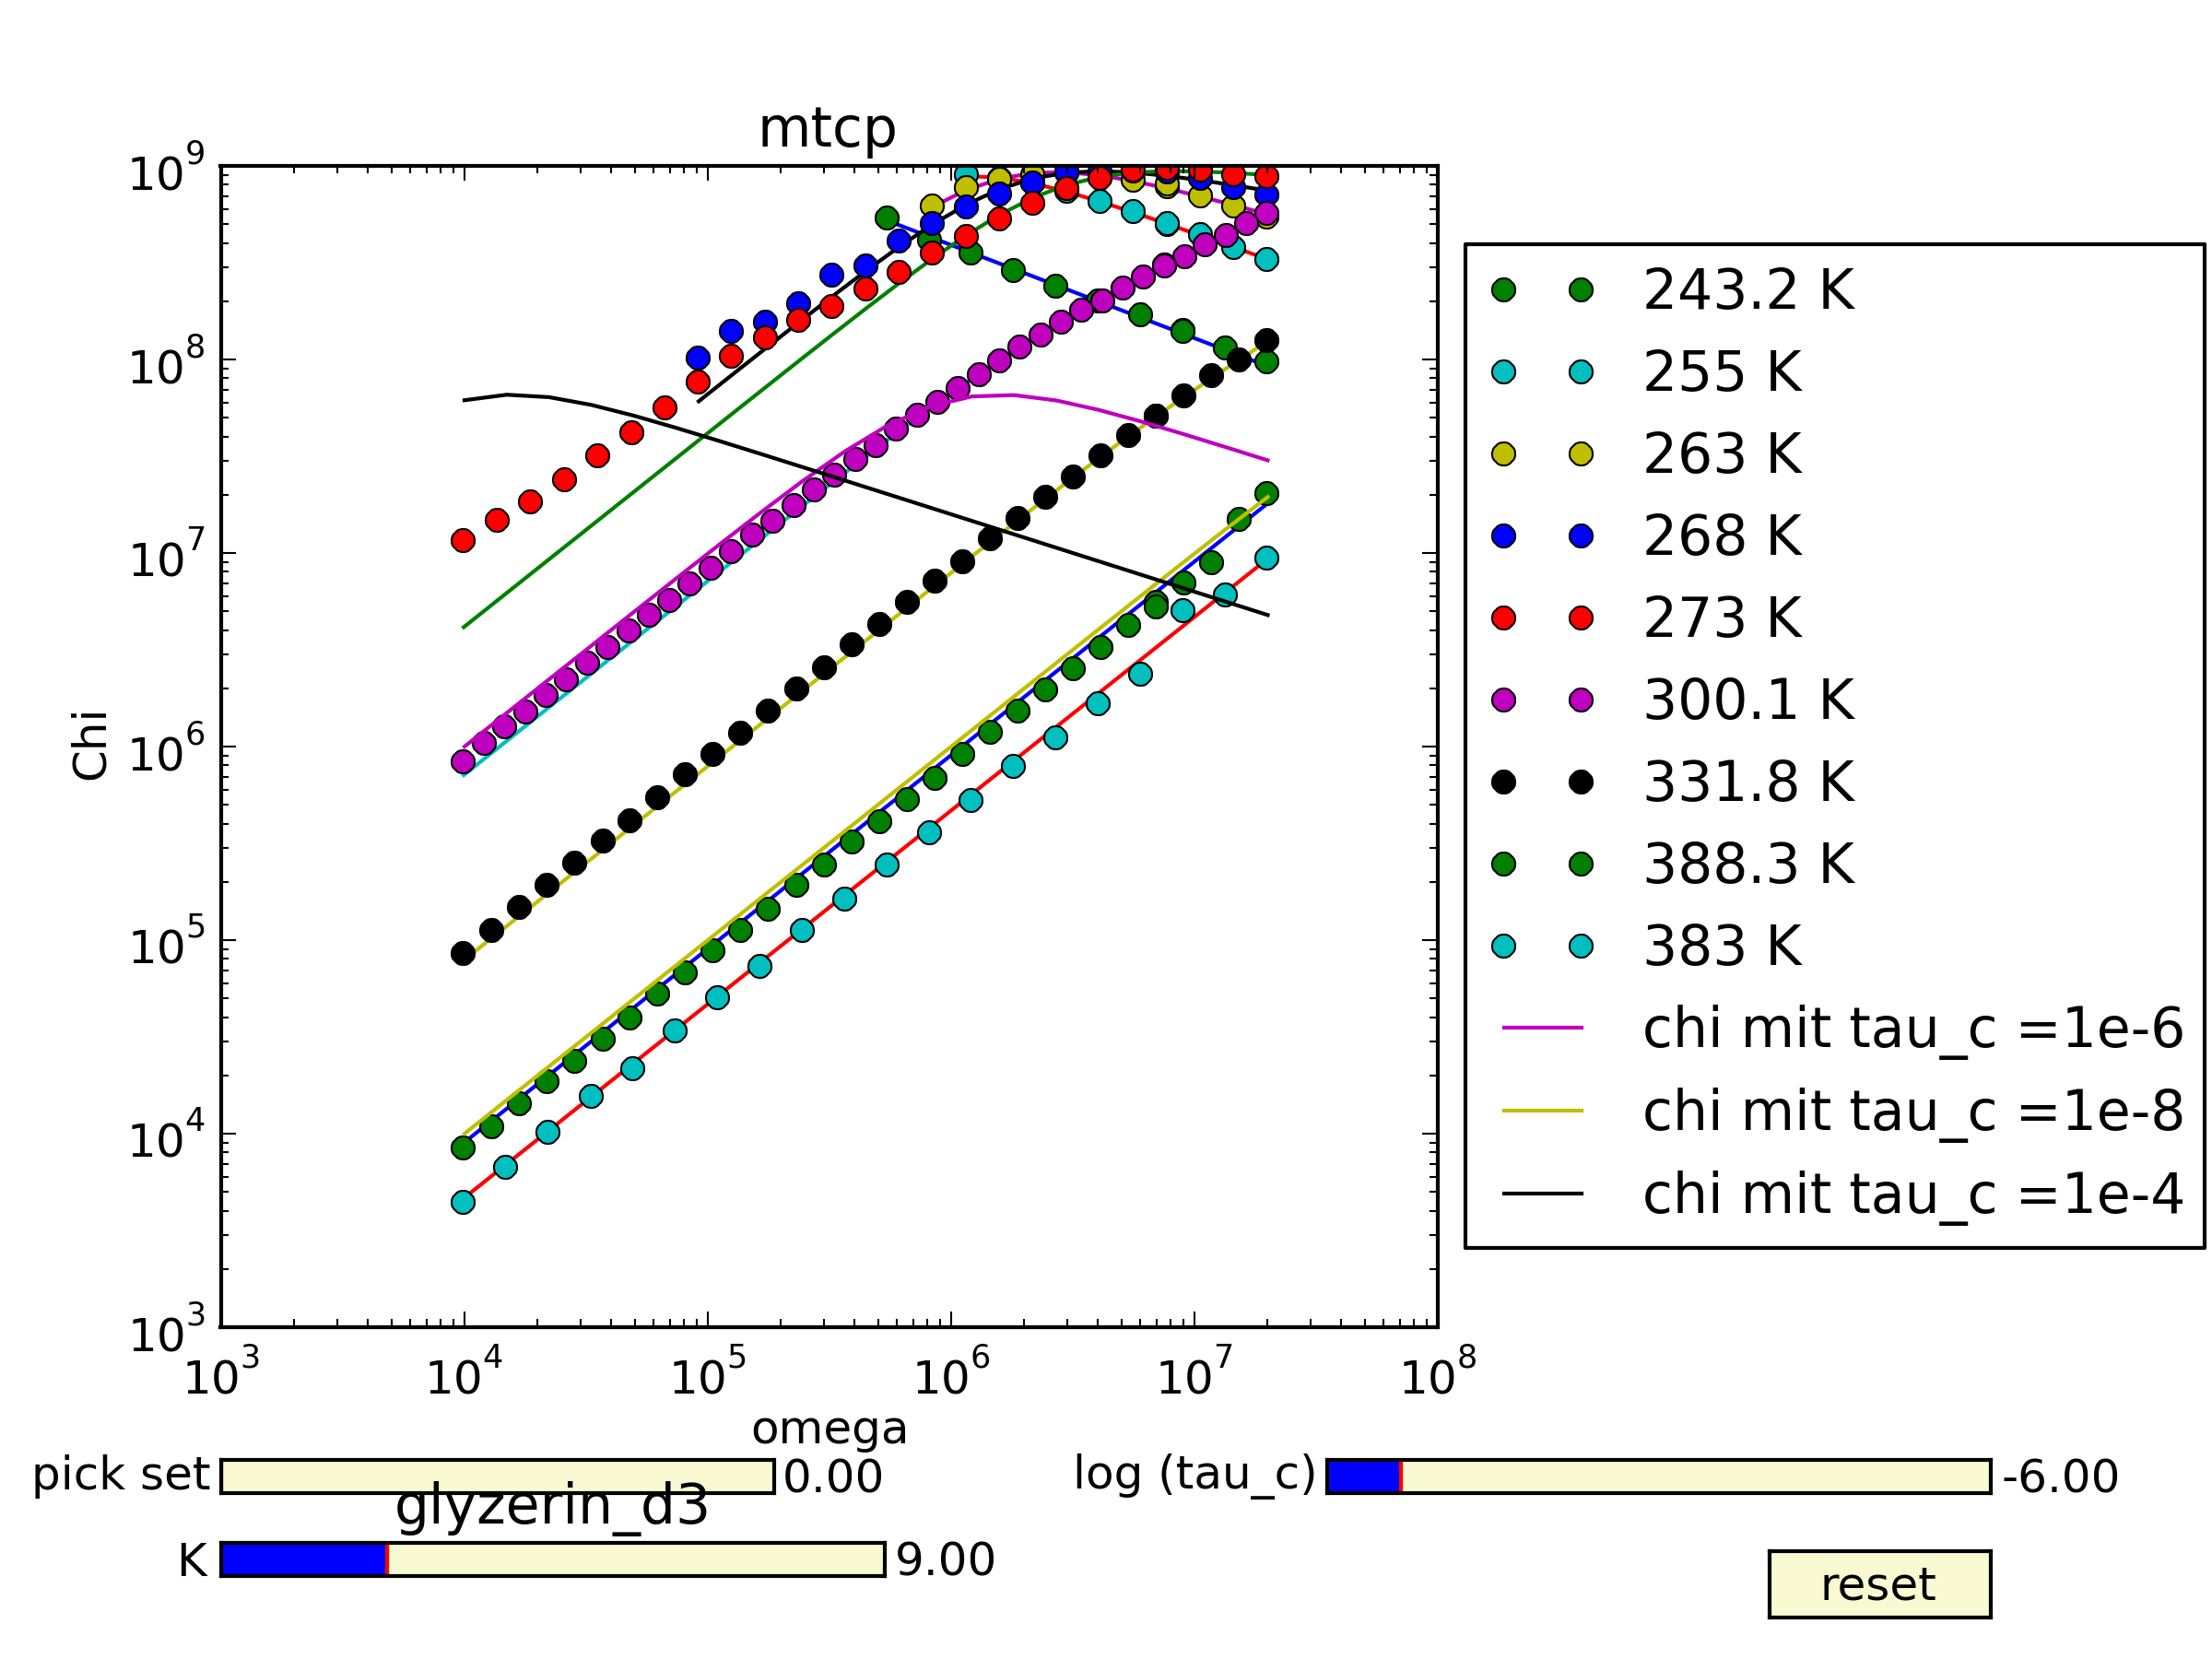 mtcp
10^9
10^8
10^7
10^6
10^5
10^4
10^3
Chi
10^3 10^4 10^5 10^6 10^7 10^8
omega
243.2 K
255 K
263 K
268 K
273 K
300.1 K
331.8 K
388.3 K
383 K
chi mit tau_c =1e-6
chi mit tau_c =1e-8
chi mit tau_c =1e-4
pick set 0.00
log (tau_c) -6.00
glyzerin_d3
K 9.00
reset